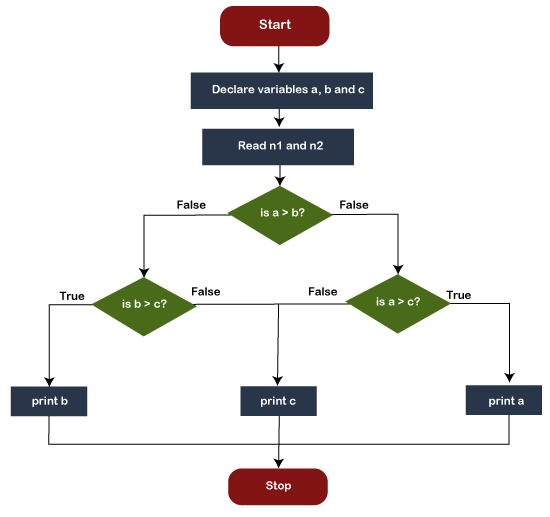 Start
Declare variables a, b and c
Read n1 and n2
is a > b?
False
False
is b > c?
True
False
is a > c?
False
True
print b
print c
print a
Stop